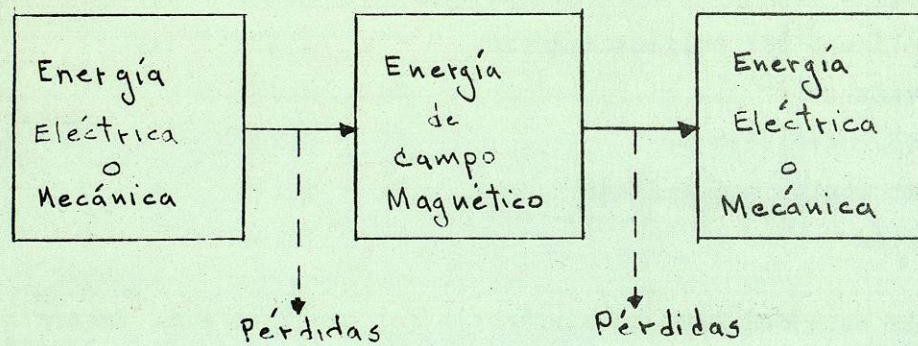 Energía
Eléctrica
o
Mecánica
Energía
de
Campo
Magnético
Energía
Eléctrica
o
Mecánica
Pérdidas
Pérdidas